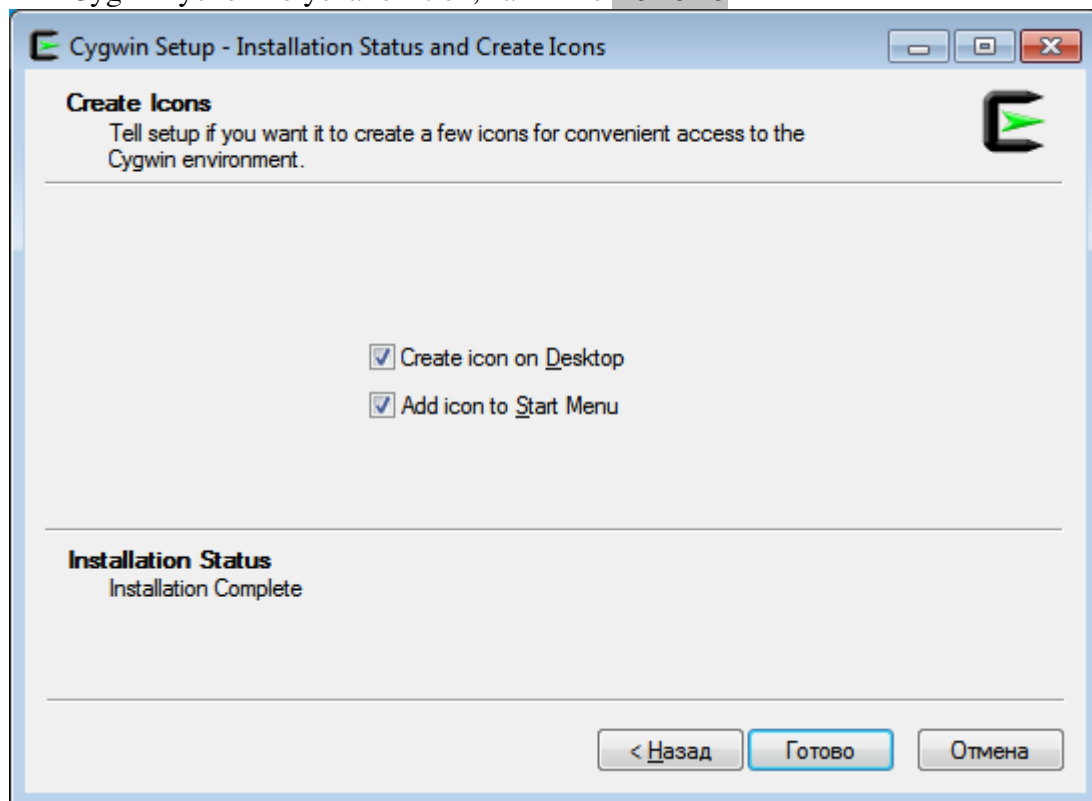 Cygwin Setup - Installation Status and Create Icons
Create Icons
Tell setup if you want it to create a few icons for convenient access to the
Cygwin environment.
Create icon on Desktop
Add icon to Start Menu
Installation Status
Installation Complete
< Назад Готово Отмена